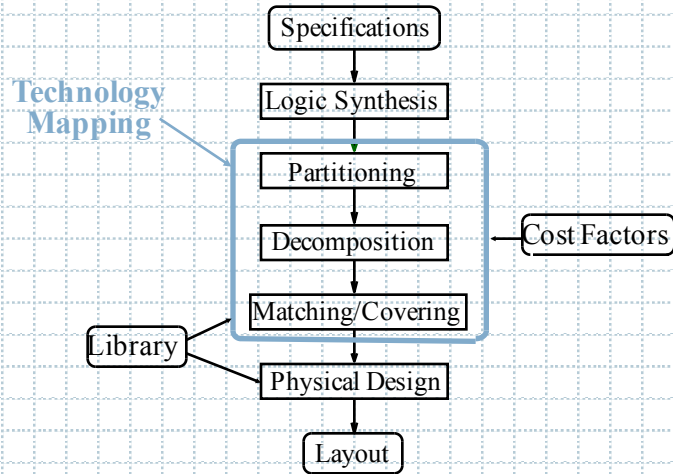 Specifications
Technology
Mapping
Logic Synthesis
Partitioning
Decomposition
Cost Factors
Matching/Covering
Library
Physical Design
Layout